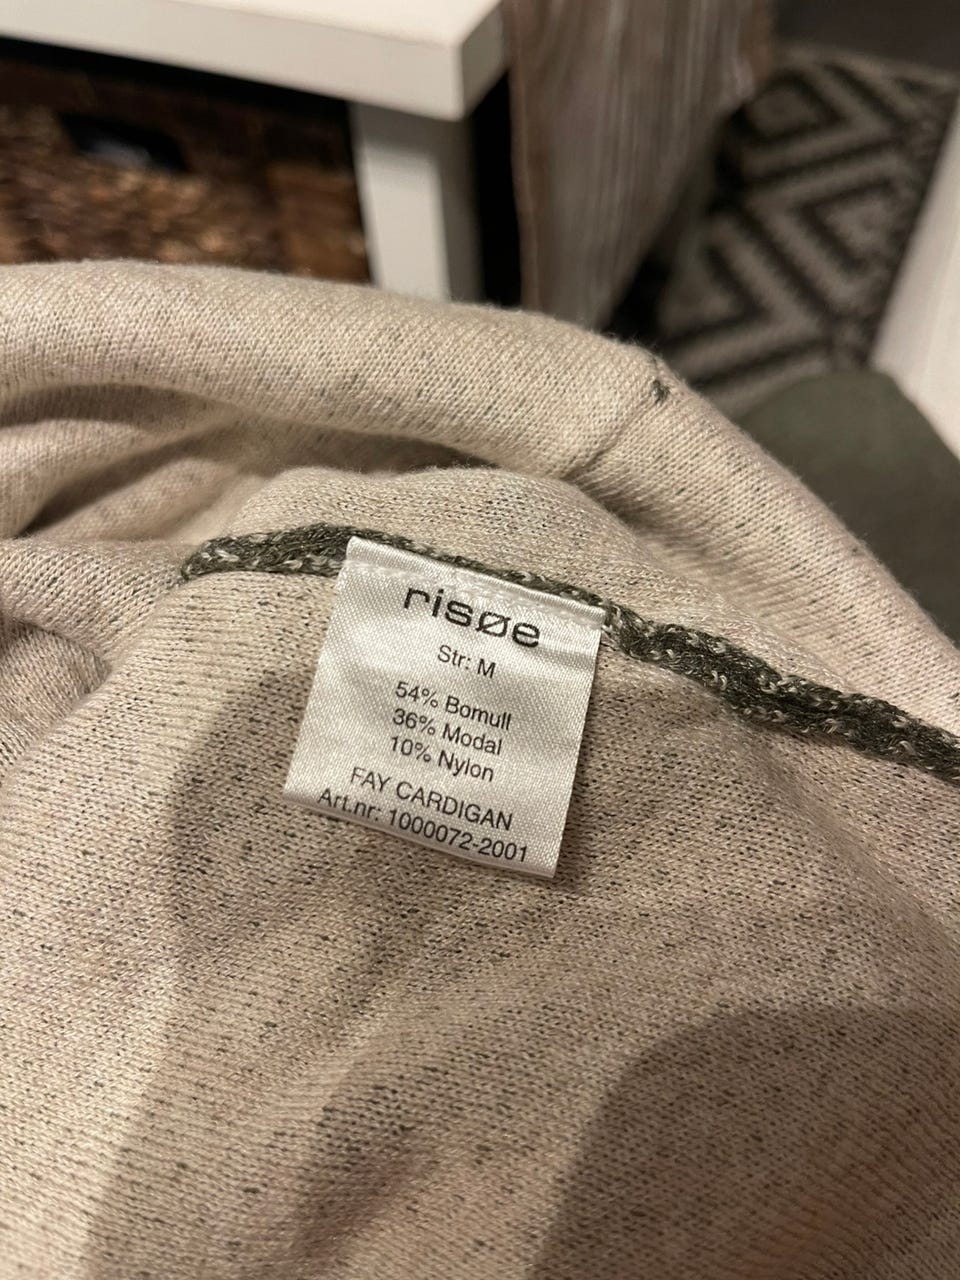 risøe
Str: M
54% Bomull
36% Modal
10% Nylon
FAY CARDIGAN
Art.nr: 1000072-2001